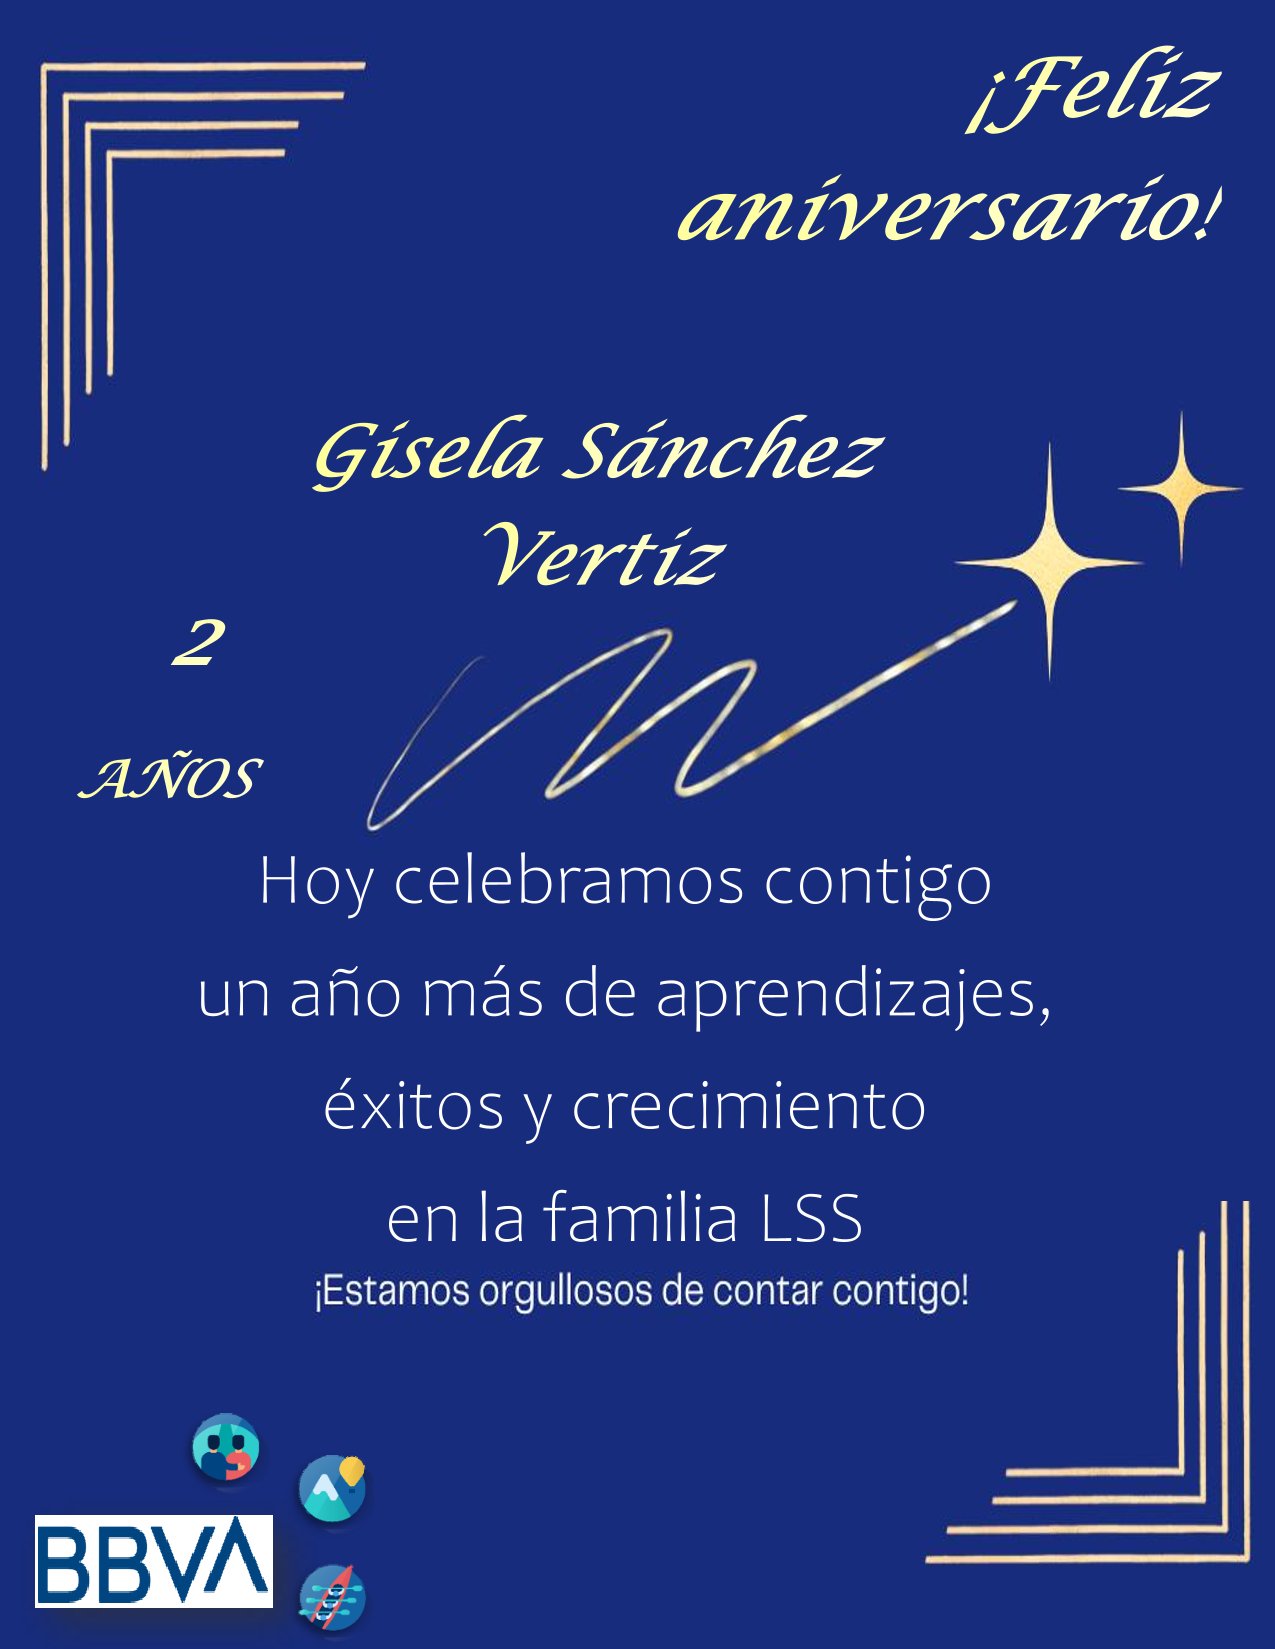 ¡Feliz
aniversario!
Gisela Sánchez
Vertiz
2
AÑOS
Hoy celebramos contigo
un año más de aprendizajes,
éxitos y crecimiento
en la familia LSS
¡Estamos orgullosos de contar contigo!
BBVA